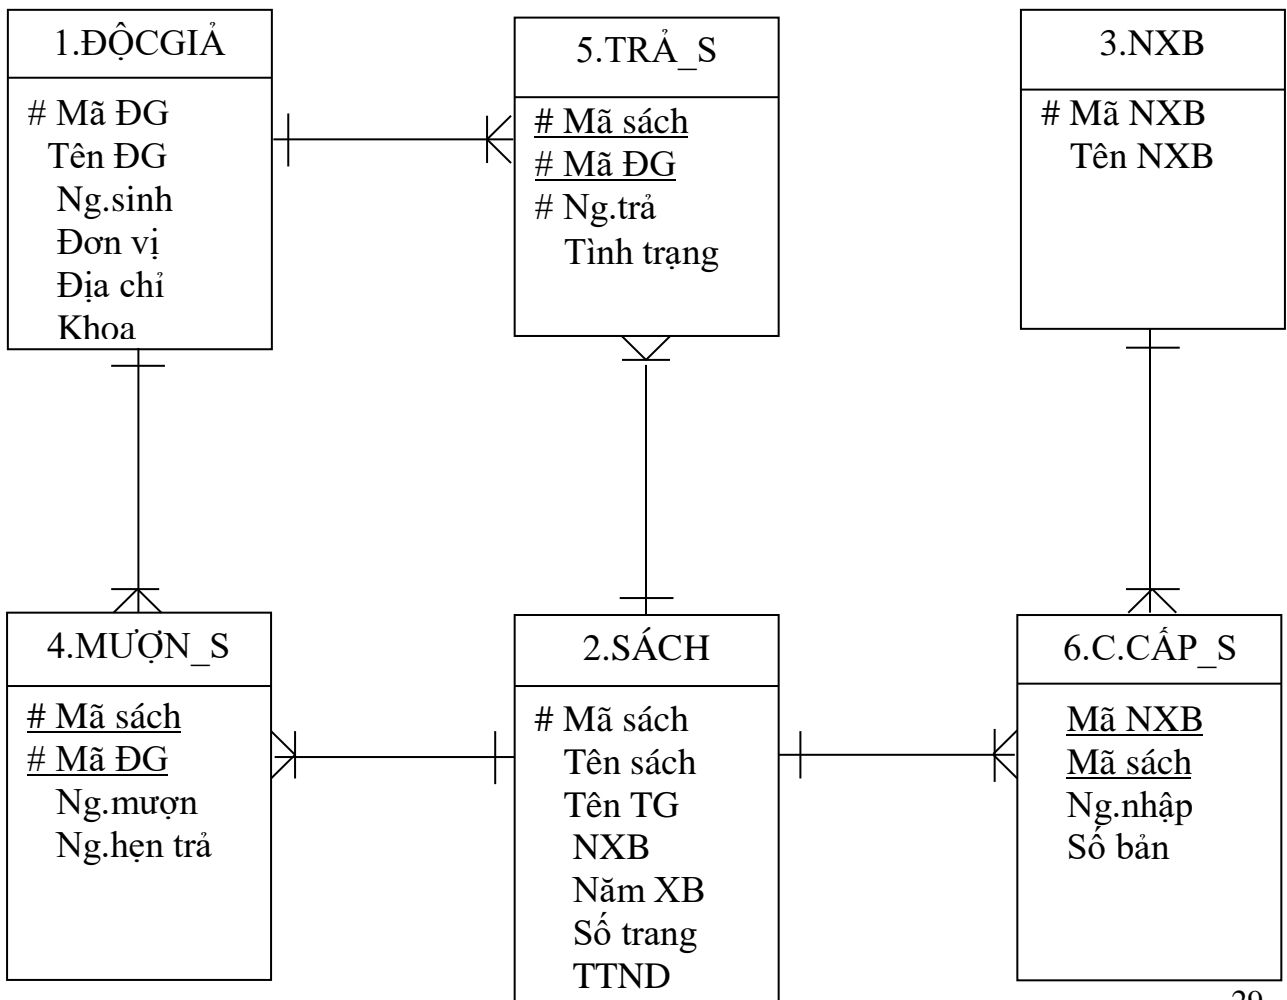 1.ĐỘCGIẢ
# Mã ĐG
Tên ĐG
Ng.sinh
Đơn vị
Địa chỉ
Khoa
5.TRẢ_S
# Mã sách
# Mã ĐG
# Ng.trả
Tình trạng
3.NXB
# Mã NXB
Tên NXB
4.MƯỢN_S
# Mã sách
# Mã ĐG
Ng.mượn
Ng.hẹn trả
2.SÁCH
# Mã sách
Tên sách
Tên TG
NXB
Năm XB
Số trang
TTND
6.C.CẤP_S
Mã NXB
Mã sách
Ng.nhập
Số bản